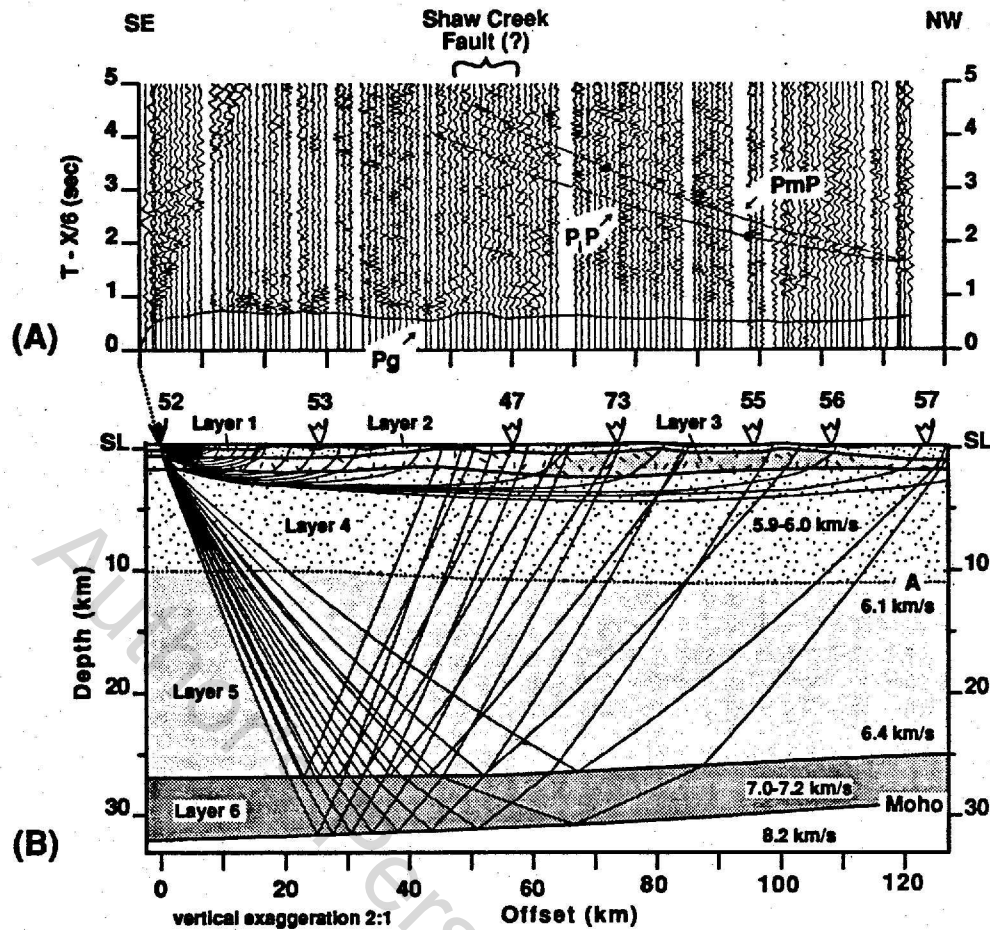 SE
Shaw Creek
Fault (?)
NW
5
4
3
2
1
0
T - X/6 (sec)
5
4
3
2
1
0
PmP
PiP
Pg
(A)
52
53
47
73
55
56
57
Layer 1
Layer 2
Layer 3
SL
SL
Layer 4
5.9-6.0 km/s
10
10
A
6.1 km/s
Depth (km)
Layer 5
20
20
6.4 km/s
7.0-7.2 km/s
Layer 6
Moho
30
30
8.2 km/s
(B)
0
20
40
60
80
100
120
vertical exaggeration 2:1
Offset (km)